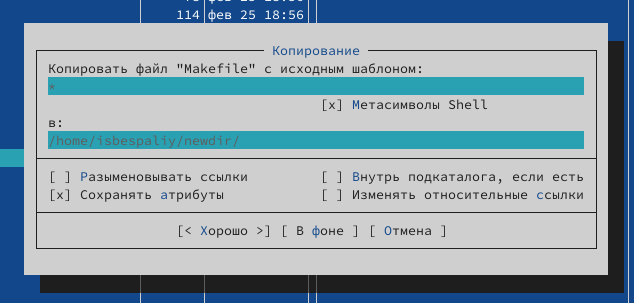 114 фев 25 18:56
Копирование
Копировать файл "Makefile" с исходным шаблоном:
*
[x] Метасимволы Shell
в:
/home/isbespaliy/newdir/
[ ] Разыменовывать ссылки [ ] Внутрь подкаталога, если есть
[x] Сохранять атрибуты [ ] Изменять относительные ссылки
[< Хорошо >] [ В фоне ] [ Отмена ]